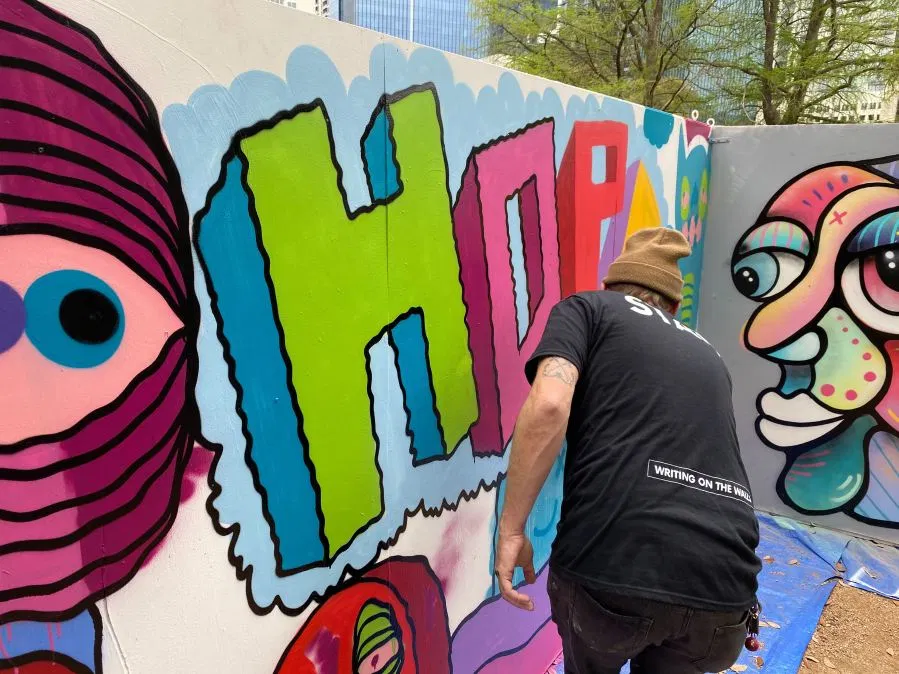 HOP
WRITING ON THE WALLS